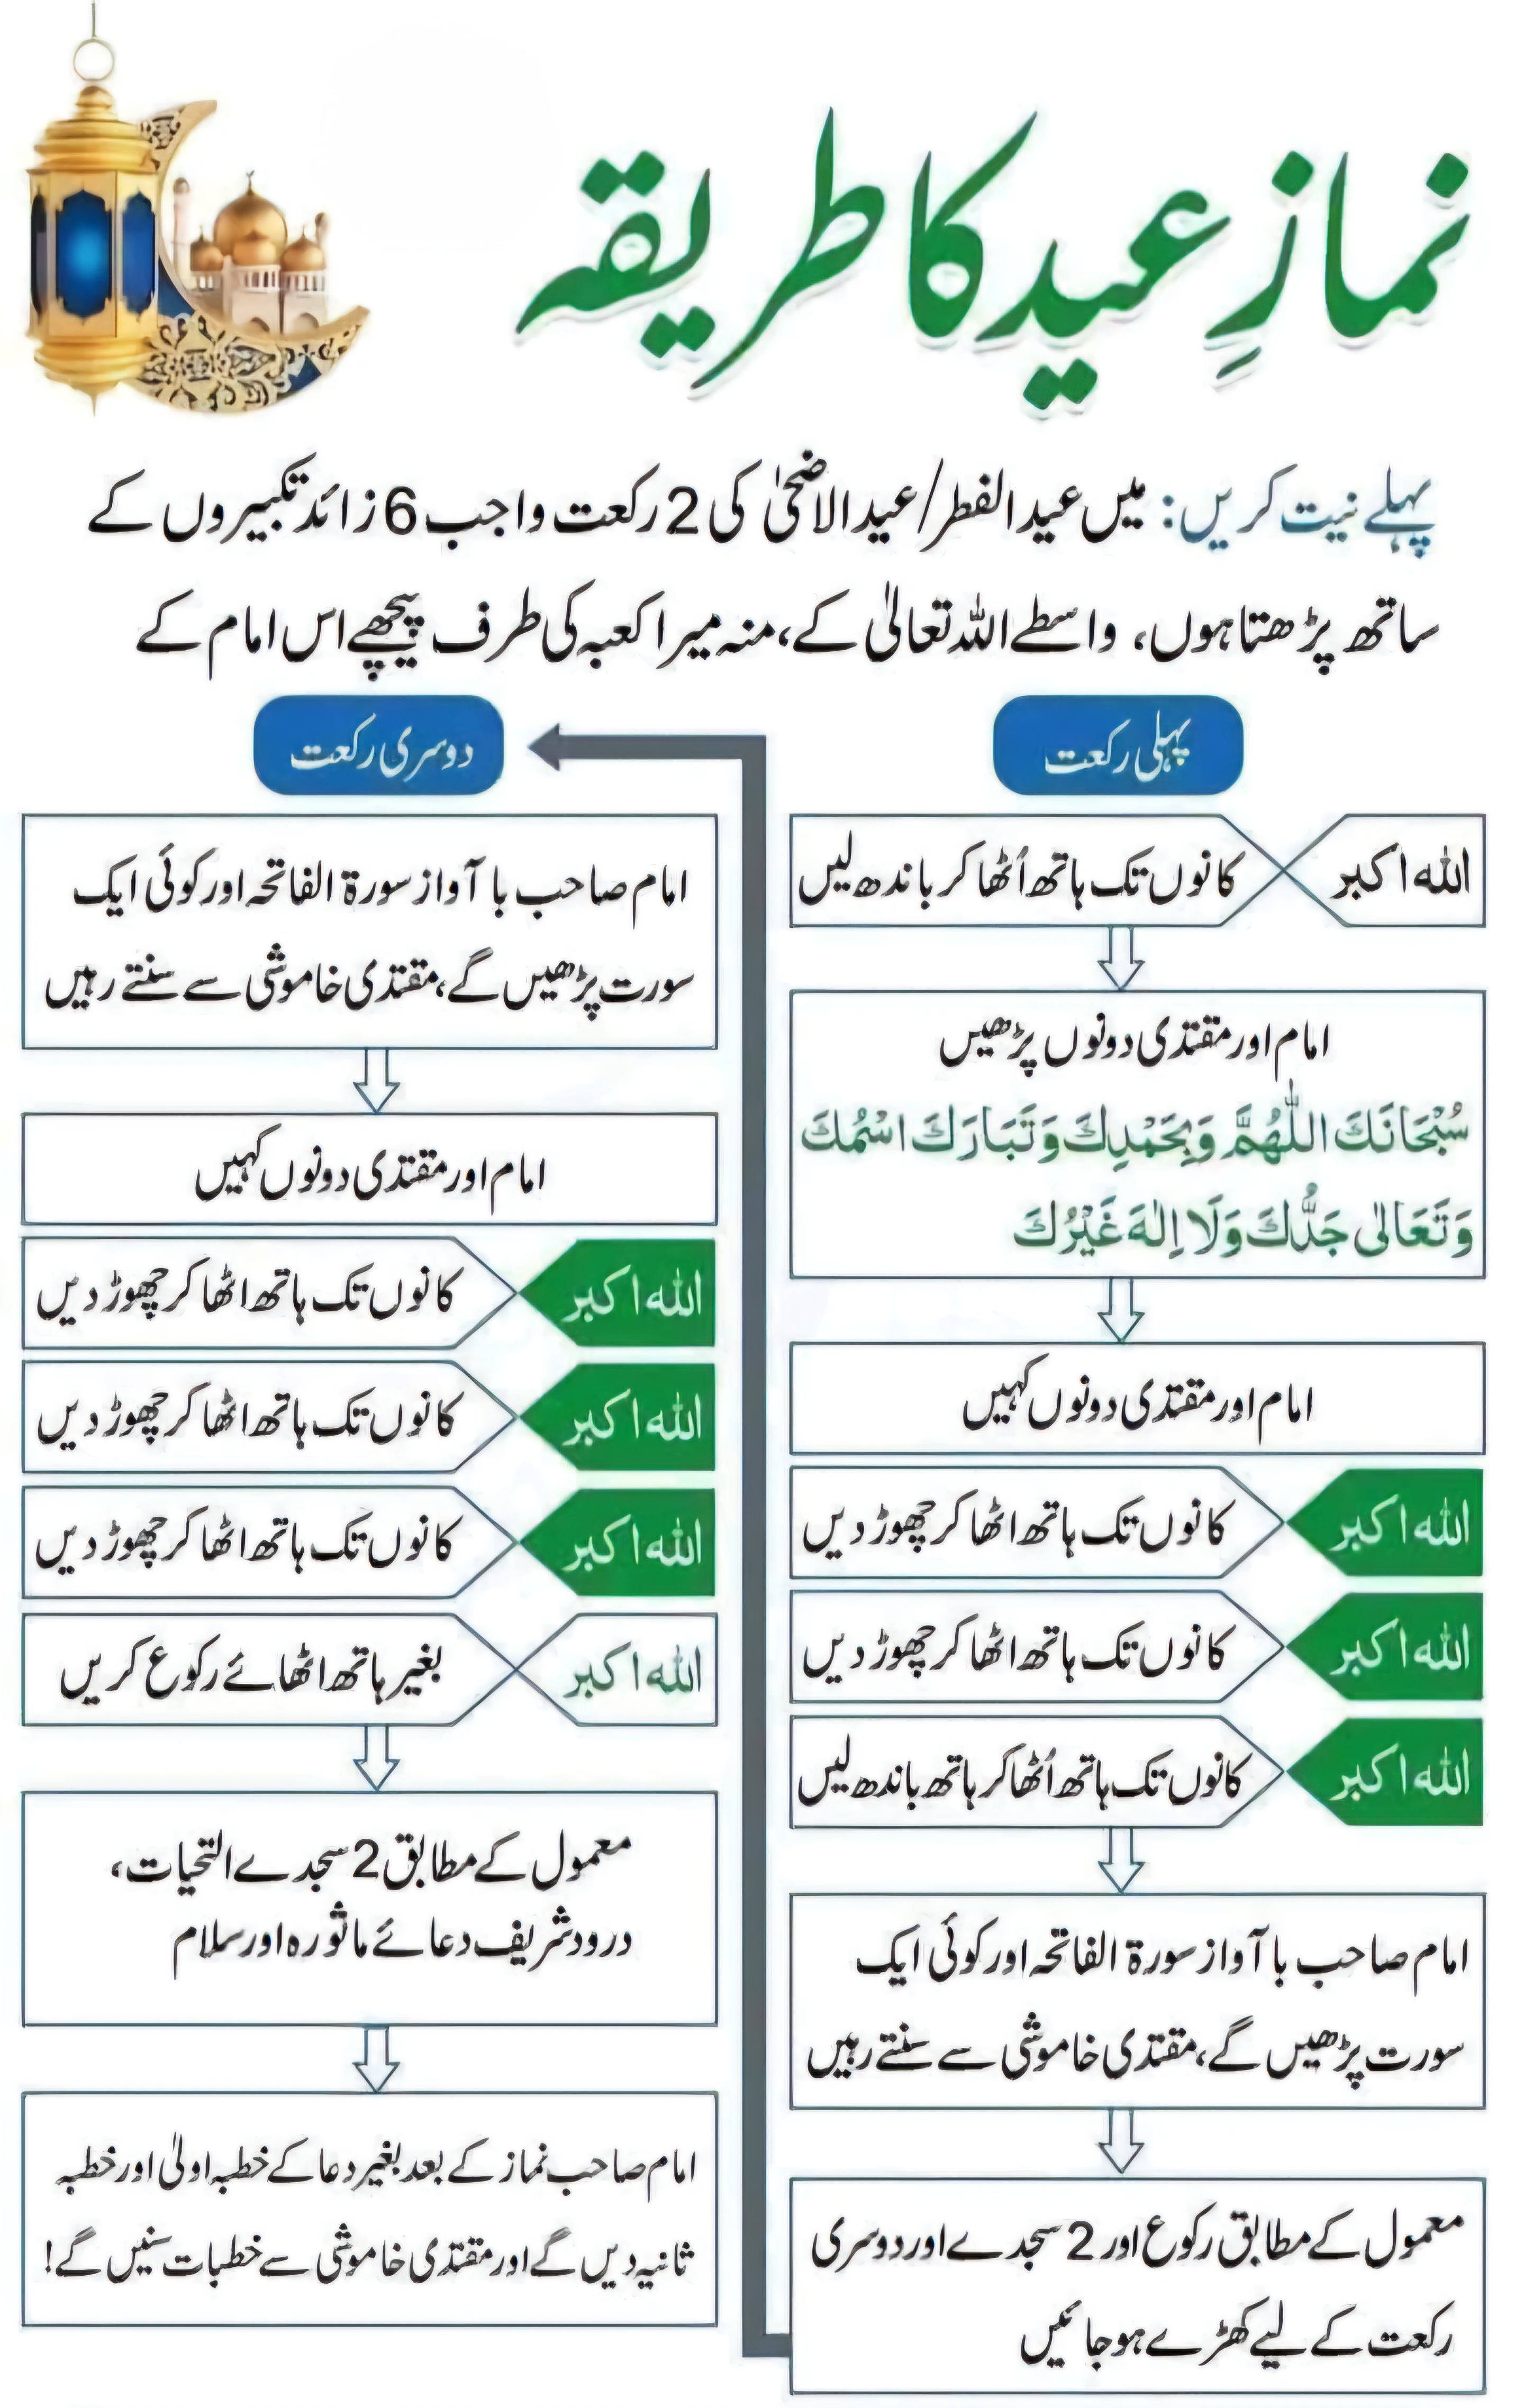 نمازِ عید کا طریقہ
پہلے نیت کریں: میں عید الفطر/عید الاضحیٰ کی 2 رکعت واجب 6 زائد تکبیروں کے
ساتھ پڑھتا ہوں، واسطے اللہ تعالیٰ کے، منہ میرا کعبہ کی طرف پیچھے اس امام کے
پہلی رکعت
اللہ اکبر
کانوں تک ہاتھ اُٹھا کر باندھ لیں
امام اور مقتدی دونوں پڑھیں
سُبْحَانَكَ اللّٰهُمَّ وَبِحَمْدِكَ وَتَبَارَكَ اسْمُكَ
وَتَعَالٰى جَدُّكَ وَلَا اِلٰهَ غَيْرُكَ
امام اور مقتدی دونوں کہیں
اللہ اکبر
کانوں تک ہاتھ اٹھا کر چھوڑ دیں
اللہ اکبر
کانوں تک ہاتھ اٹھا کر چھوڑ دیں
اللہ اکبر
کانوں تک ہاتھ اُٹھا کر ہاتھ باندھ لیں
امام صاحب با آواز سورۃ الفاتحہ اور کوئی ایک
سورت پڑھیں گے، مقتدی خاموشی سے سنتے رہیں
معمول کے مطابق رکوع اور 2 سجدے اور دوسری
رکعت کے لیے کھڑے ہو جائیں
دوسری رکعت
امام صاحب با آواز سورۃ الفاتحہ اور کوئی ایک
سورت پڑھیں گے، مقتدی خاموشی سے سنتے رہیں
امام اور مقتدی دونوں کہیں
اللہ اکبر
کانوں تک ہاتھ اٹھا کر چھوڑ دیں
اللہ اکبر
کانوں تک ہاتھ اٹھا کر چھوڑ دیں
اللہ اکبر
کانوں تک ہاتھ اٹھا کر چھوڑ دیں
اللہ اکبر
بغیر ہاتھ اٹھائے رکوع کریں
معمول کے مطابق 2 سجدے التحیات،
درود شریف دعائے ماثورہ اور سلام
امام صاحب نماز کے بعد بغیر دعا کے خطبہ اولیٰ اور خطبہ
ثانیہ دیں گے اور مقتدی خاموشی سے خطبات سنیں گے!